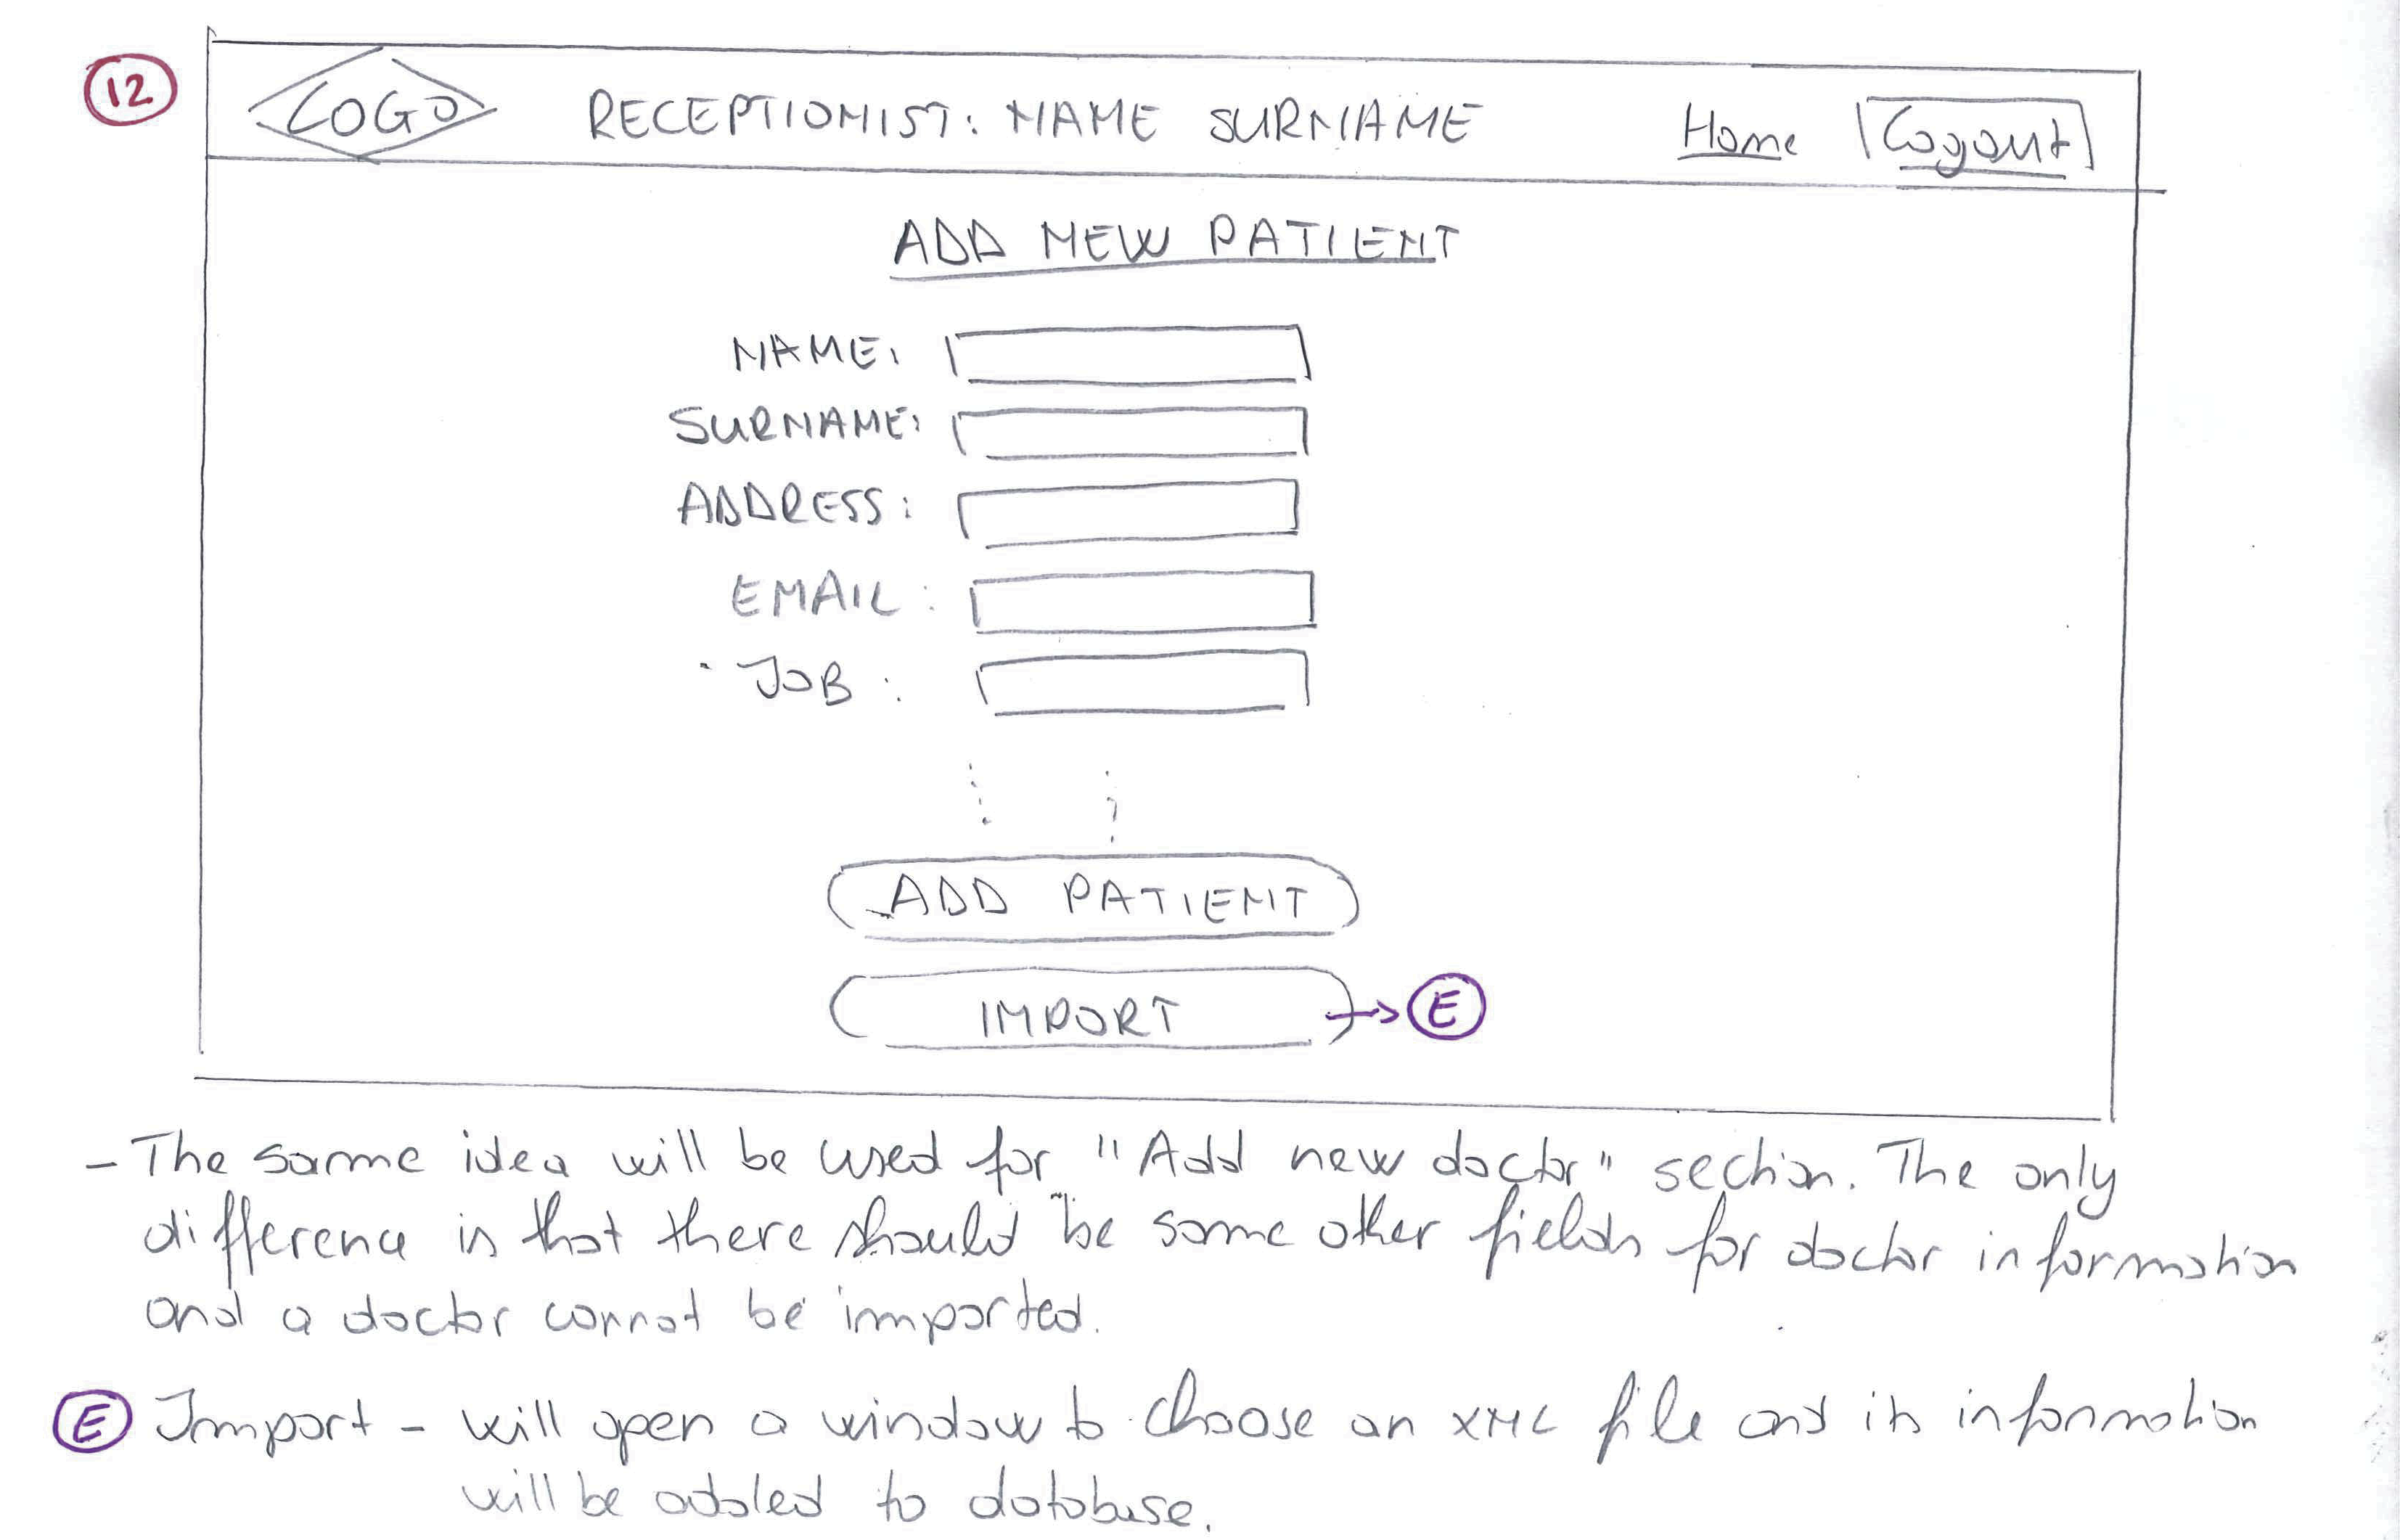 12
LOGO RECEPTIONIST: NAME SURNAME Home Logout
ADD NEW PATIENT
NAME:
SURNAME:
ADDRESS:
EMAIL:
JOB:
ADD PATIENT
IMPORT → E
- The same idea will be used for "Add new doctor" section. The only
difference is that there should be some other fields for doctor information
and a doctor cannot be imported.
E Import - will open a window to choose an XML file and its information
will be added to database.